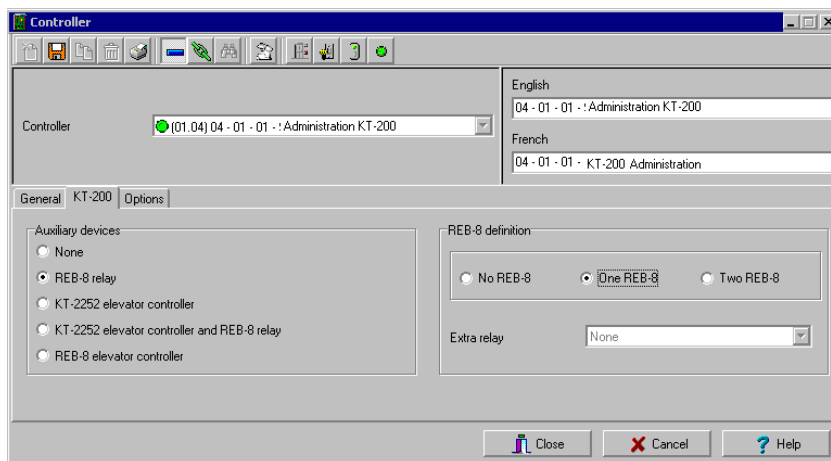 Controller
English
04 - 01 - 01 - : Administration KT-200
Controller
(01.04) 04 - 01 - 01 - : Administration KT-200
French
04 - 01 - 01 - KT-200 Administration
General KT-200 Options
Auxiliary devices
None
REB-8 relay
KT-2252 elevator controller
KT-2252 elevator controller and REB-8 relay
REB-8 elevator controller
REB-8 definition
No REB-8 One REB-8 Two REB-8
Extra relay None
Close Cancel Help